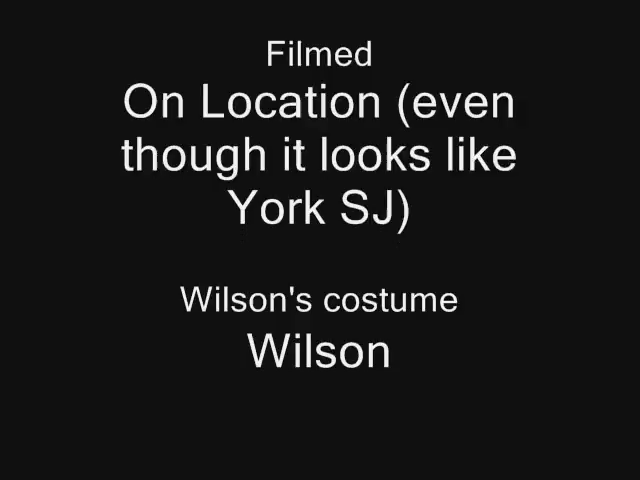 Filmed
On Location (even
though it looks like
York SJ)
Wilson's costume
Wilson